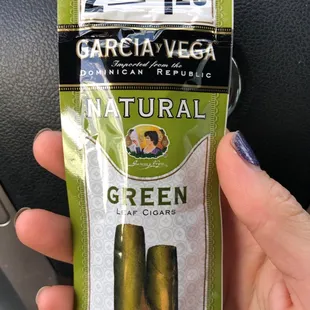 GARCIA y VEGA
Imported from the
DOMINICAN REPUBLIC
NATURAL
GREEN
LEAF CIGARS